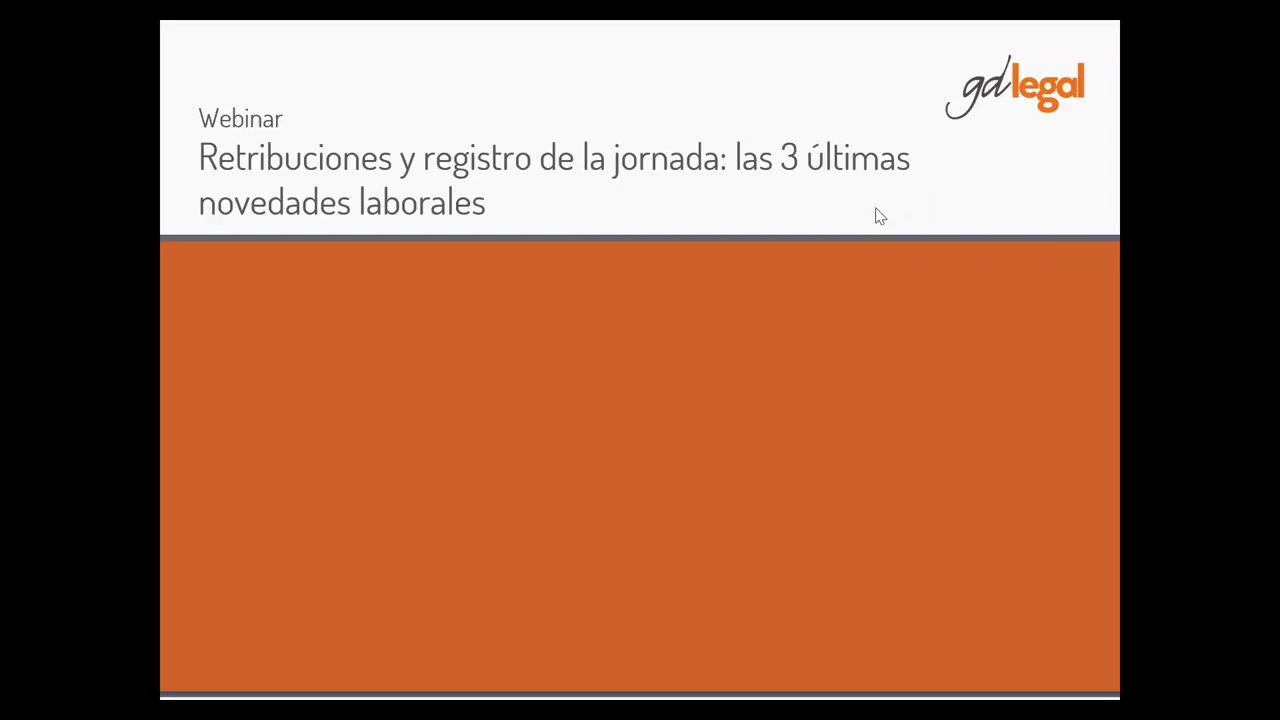 gdlegal
Webinar
Retribuciones y registro de la jornada: las 3 últimas
novedades laborales